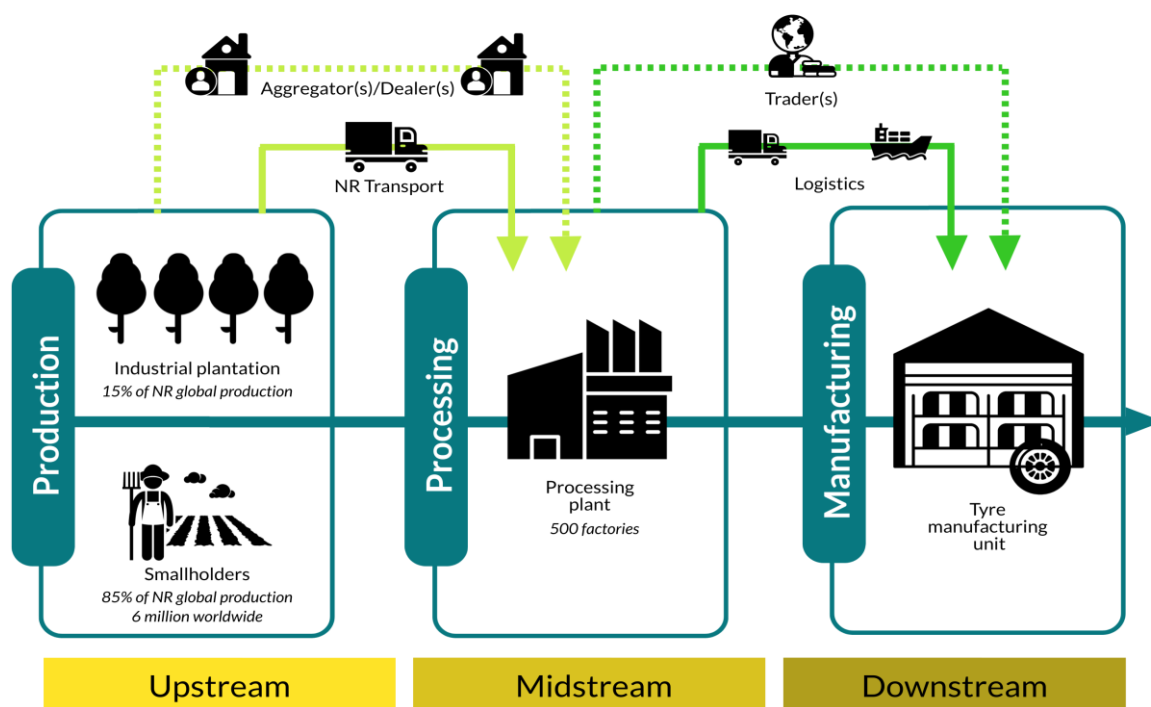 Aggregator(s)/Dealer(s)
Trader(s)
NR Transport
Logistics
Production
Industrial plantation
15% of NR global production
Smallholders
85% of NR global production
6 million worldwide
Processing
Processing
plant
500 factories
Manufacturing
Tyre
manufacturing
unit
Upstream
Midstream
Downstream